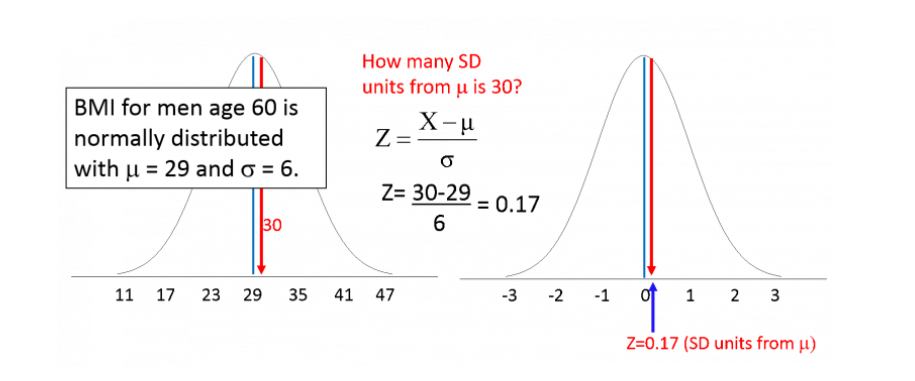 How many SD
units from μ is 30?
BMI for men age 60 is
normally distributed
with μ = 29 and σ = 6.
Z = X – μ
σ
Z= 30-29 = 0.17
6
30
11 17 23 29 35 41 47
-3 -2 -1 0 1 2 3
Z=0.17 (SD units from μ)